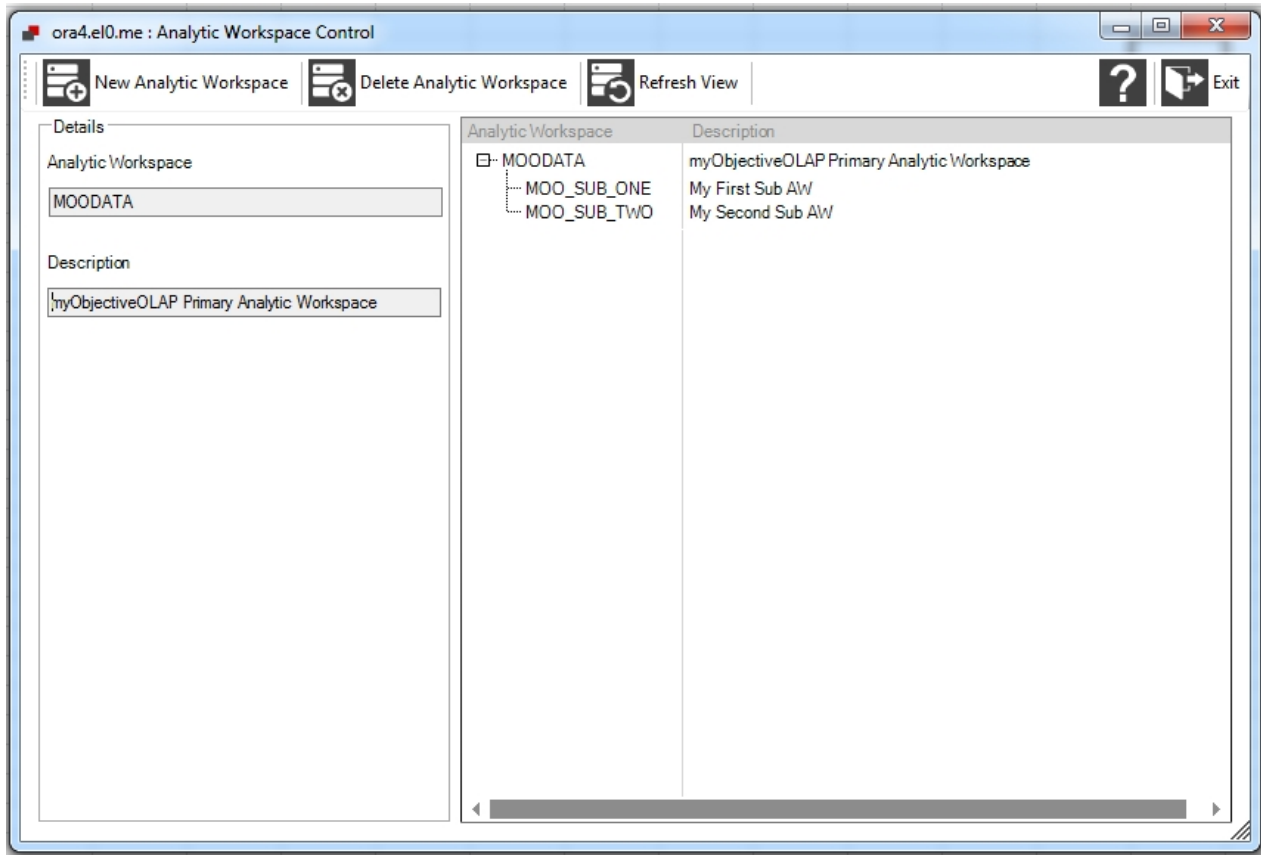 ora4.el0.me : Analytic Workspace Control
New Analytic Workspace Delete Analytic Workspace Refresh View ? Exit
Details
Analytic Workspace
MOODATA
Description
myObjectiveOLAP Primary Analytic Workspace
Analytic Workspace Description
MOODATA myObjectiveOLAP Primary Analytic Workspace
MOO_SUB_ONE My First Sub AW
MOO_SUB_TWO My Second Sub AW